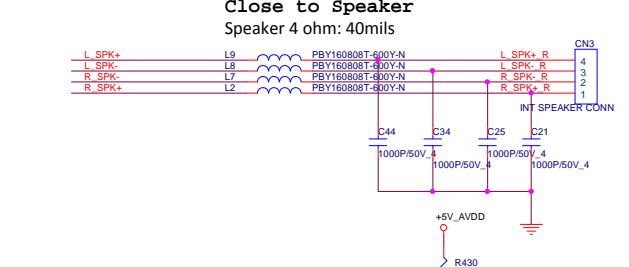 Close to Speaker
Speaker 4 ohm: 40mils
CN3
L_SPK+ L9 PBY160808T-600Y-N L_SPK+_R 4
L_SPK- L8 PBY160808T-600Y-N L_SPK-_R 3
R_SPK- L7 PBY160808T-600Y-N R_SPK-_R 2
R_SPK+ L2 PBY160808T-600Y-N R_SPK+_R 1
INT SPEAKER CONN
C44 C34 C25 C21
1000P/50V_4 1000P/50V_4
1000P/50V_4 1000P/50V_4
+5V_AVDD
R430